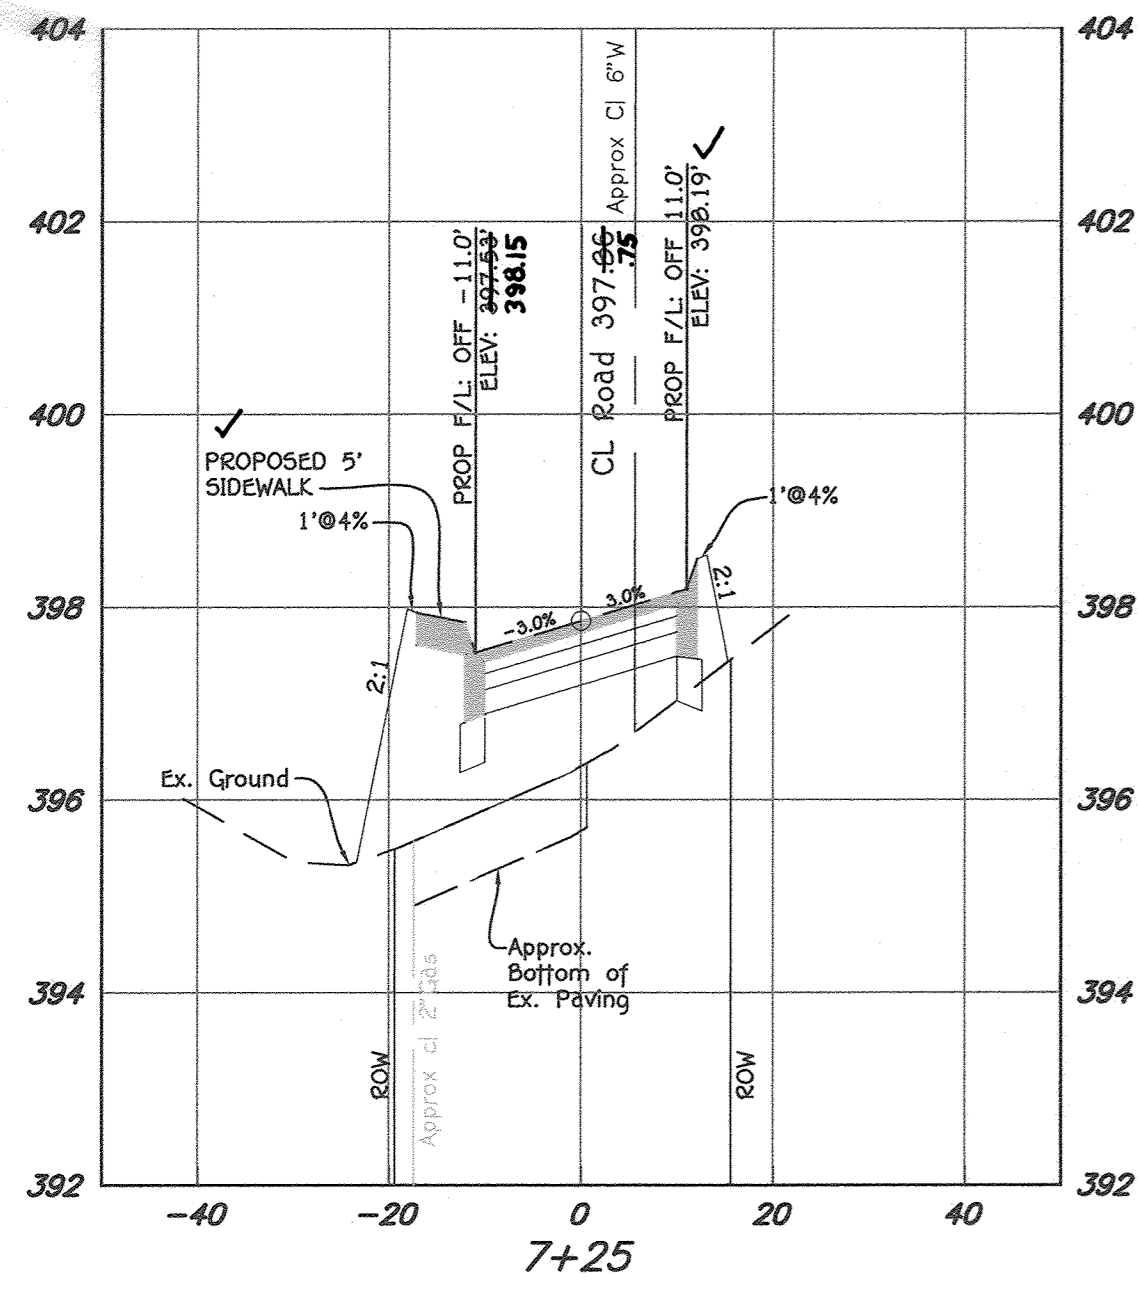 404
404
402
402
400
400
398
398
396
396
394
394
392
392
PROP F/L: OFF -11.0'
ELEV: 397.53'
398.15
CL Road 397.86
.75
Approx Cl 6"W
PROP F/L: OFF 11.0'
ELEV: 398.19'
✓
✓
PROPOSED 5'
SIDEWALK
1'@4%
1'@4%
-3.0%
3.0%
2:1
2:1
Ex. Ground
Approx.
Bottom of
Ex. Paving
ROW
Approx cl 2"Gas
ROW
-40
-20
0
20
40
7+25